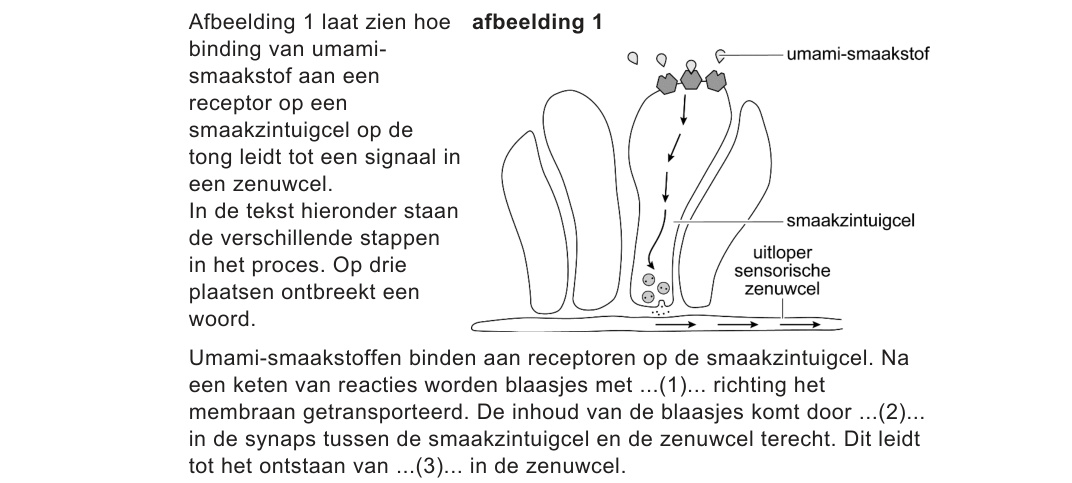 Afbeelding 1 laat zien hoe
binding van umami-
smaakstof aan een
receptor op een
smaakzintuigcel op de
tong leidt tot een signaal in
een zenuwcel.
In de tekst hieronder staan
de verschillende stappen
in het proces. Op drie
plaatsen ontbreekt een
woord.
afbeelding 1
umami-smaakstof
smaakzintuigcel
uitloper
sensorische
zenuwcel
Umami-smaakstoffen binden aan receptoren op de smaakzintuigcel. Na
een keten van reacties worden blaasjes met ...(1)... richting het
membraan getransporteerd. De inhoud van de blaasjes komt door ...(2)...
in de synaps tussen de smaakzintuigcel en de zenuwcel terecht. Dit leidt
tot het ontstaan van ...(3)... in de zenuwcel.